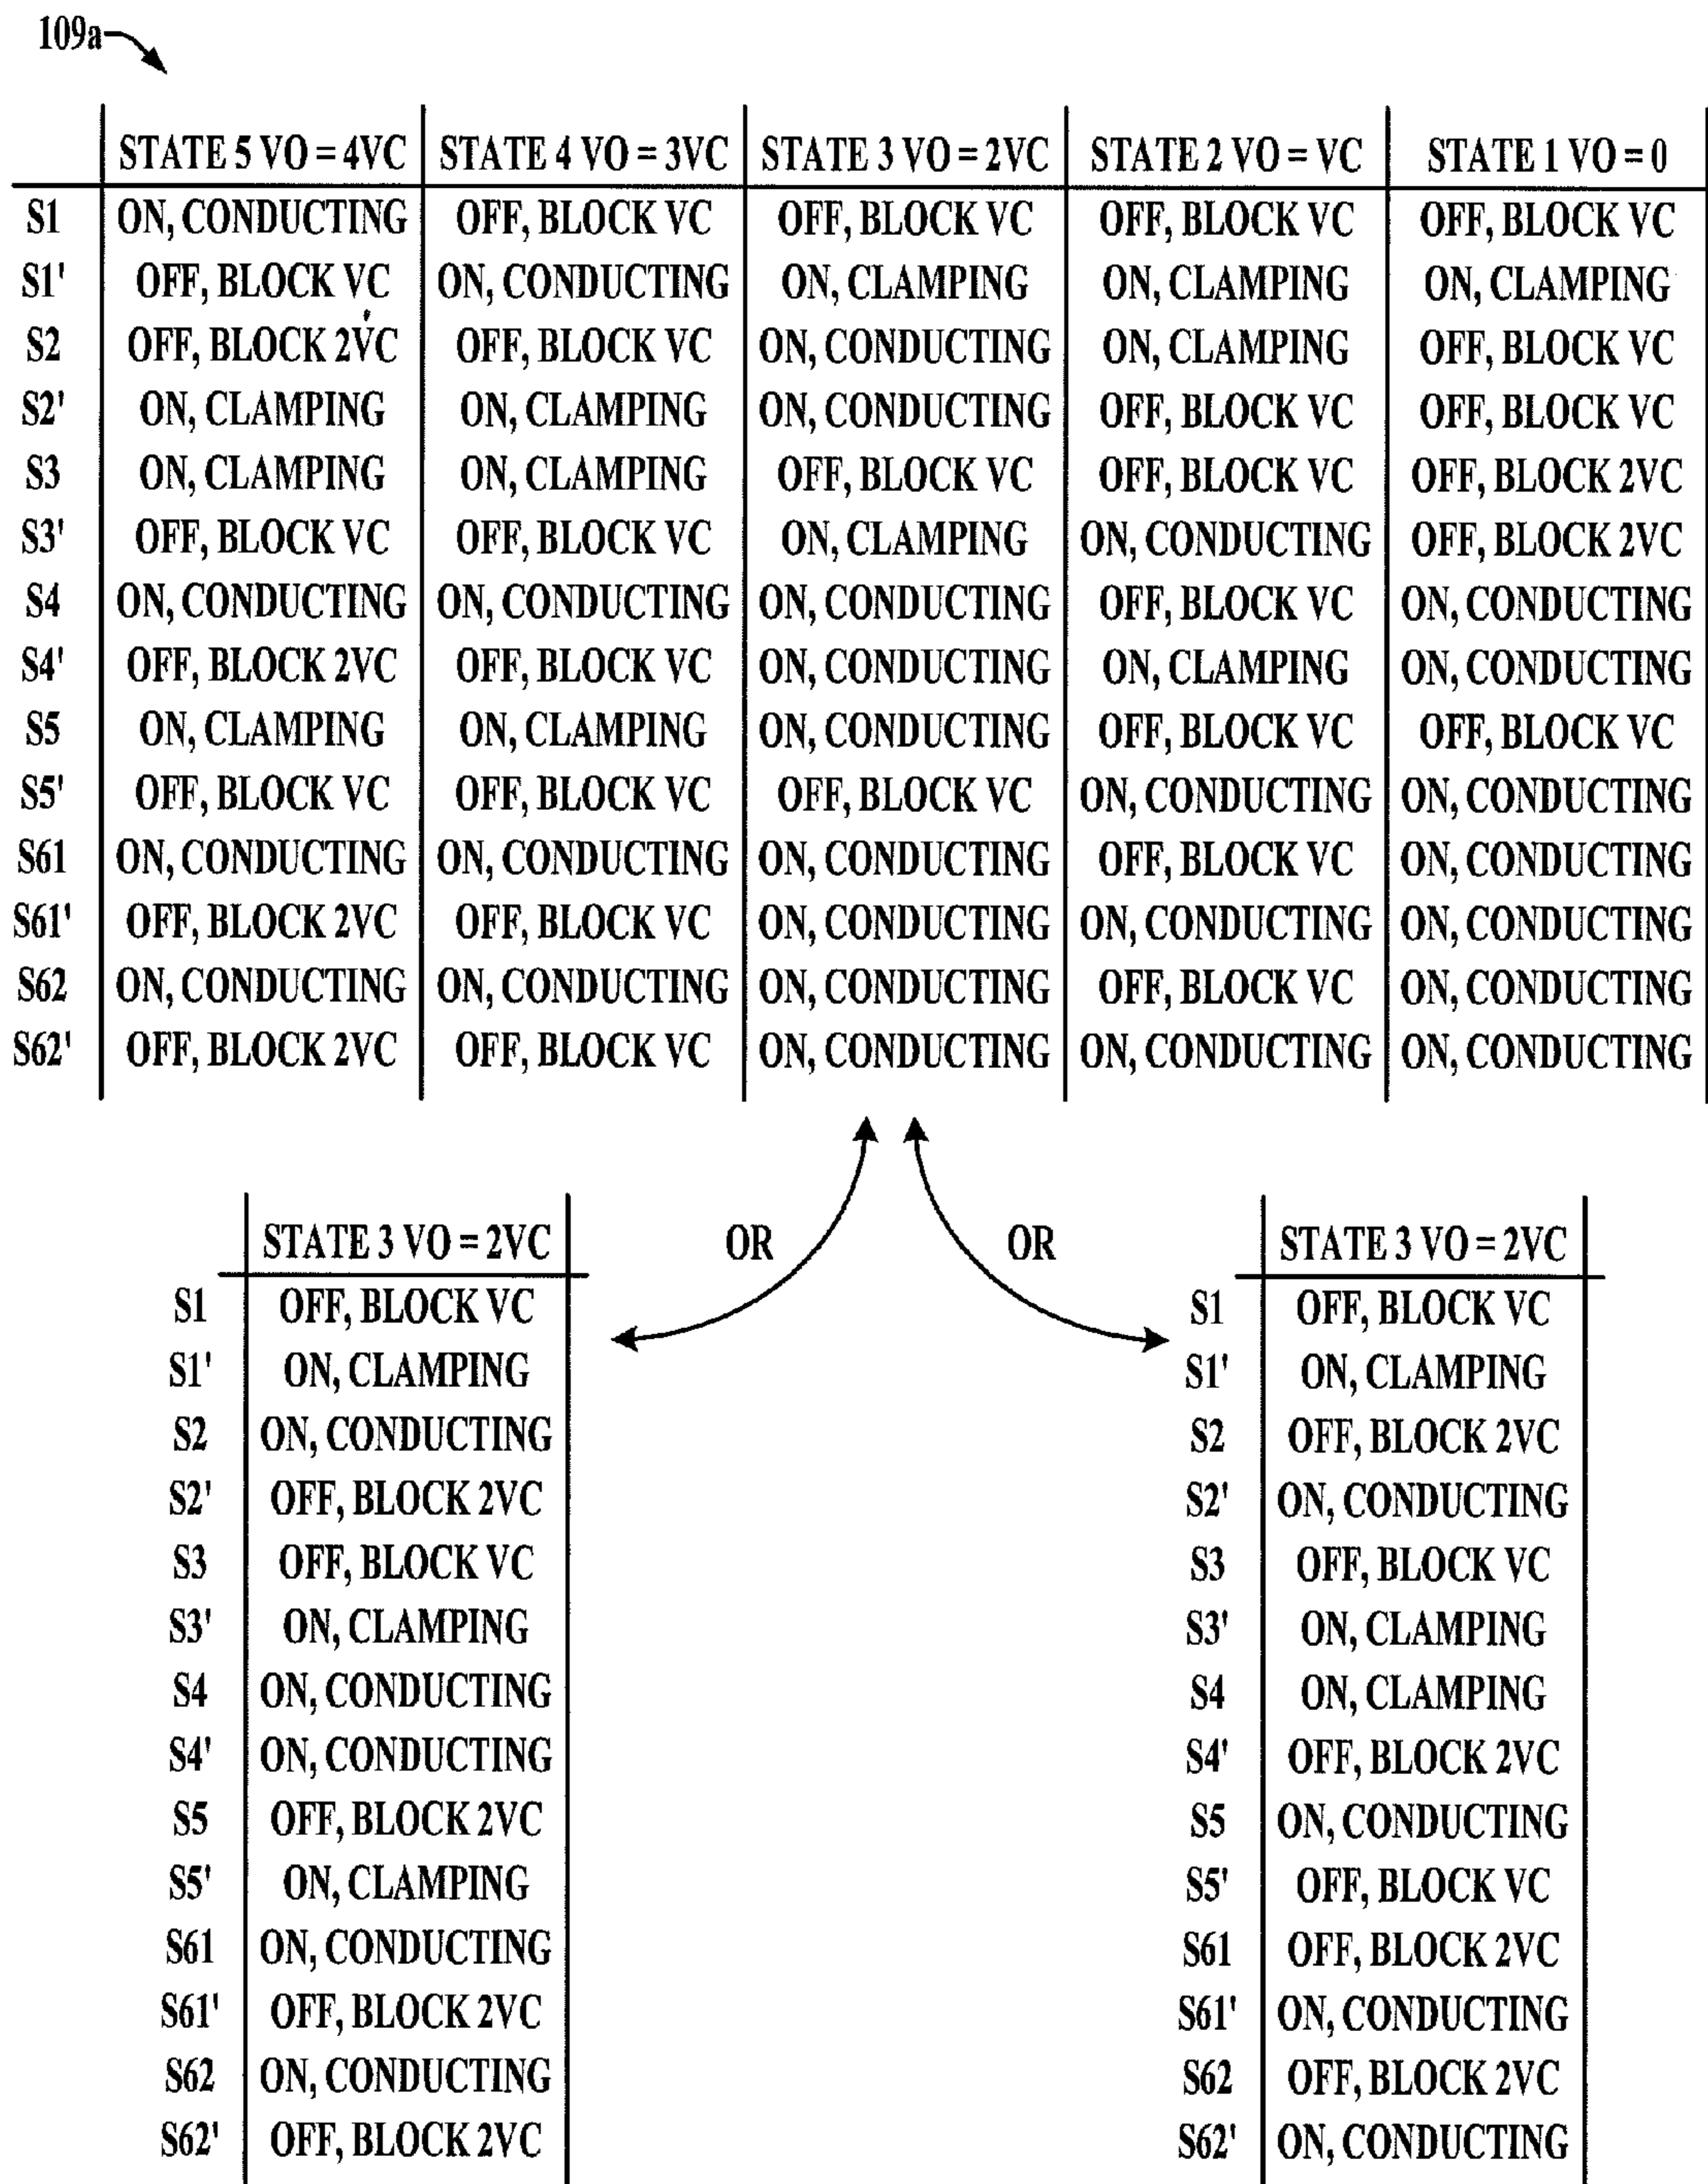 109a
STATE 5 VO = 4VC STATE 4 VO = 3VC STATE 3 VO = 2VC STATE 2 VO = VC STATE 1 VO = 0
S1 ON, CONDUCTING OFF, BLOCK VC OFF, BLOCK VC OFF, BLOCK VC OFF, BLOCK VC
S1' OFF, BLOCK VC ON, CONDUCTING ON, CLAMPING ON, CLAMPING ON, CLAMPING
S2 OFF, BLOCK 2VC OFF, BLOCK VC ON, CONDUCTING ON, CLAMPING OFF, BLOCK VC
S2' ON, CLAMPING ON, CLAMPING ON, CONDUCTING OFF, BLOCK VC OFF, BLOCK VC
S3 ON, CLAMPING ON, CLAMPING OFF, BLOCK VC OFF, BLOCK VC OFF, BLOCK 2VC
S3' OFF, BLOCK VC OFF, BLOCK VC ON, CLAMPING ON, CONDUCTING OFF, BLOCK 2VC
S4 ON, CONDUCTING ON, CONDUCTING ON, CONDUCTING OFF, BLOCK VC ON, CONDUCTING
S4' OFF, BLOCK 2VC OFF, BLOCK VC ON, CONDUCTING ON, CLAMPING ON, CONDUCTING
S5 ON, CLAMPING ON, CLAMPING ON, CONDUCTING OFF, BLOCK VC OFF, BLOCK VC
S5' OFF, BLOCK VC OFF, BLOCK VC OFF, BLOCK VC ON, CONDUCTING ON, CONDUCTING
S61 ON, CONDUCTING ON, CONDUCTING ON, CONDUCTING OFF, BLOCK VC ON, CONDUCTING
S61' OFF, BLOCK 2VC OFF, BLOCK VC ON, CONDUCTING ON, CONDUCTING ON, CONDUCTING
S62 ON, CONDUCTING ON, CONDUCTING ON, CONDUCTING OFF, BLOCK VC ON, CONDUCTING
S62' OFF, BLOCK 2VC OFF, BLOCK VC ON, CONDUCTING ON, CONDUCTING ON, CONDUCTING
OR OR
STATE 3 VO = 2VC
S1 OFF, BLOCK VC
S1' ON, CLAMPING
S2 ON, CONDUCTING
S2' OFF, BLOCK 2VC
S3 OFF, BLOCK VC
S3' ON, CLAMPING
S4 ON, CONDUCTING
S4' ON, CONDUCTING
S5 OFF, BLOCK 2VC
S5' ON, CLAMPING
S61 ON, CONDUCTING
S61' OFF, BLOCK 2VC
S62 ON, CONDUCTING
S62' OFF, BLOCK 2VC
STATE 3 VO = 2VC
S1 OFF, BLOCK VC
S1' ON, CLAMPING
S2 OFF, BLOCK 2VC
S2' ON, CONDUCTING
S3 OFF, BLOCK VC
S3' ON, CLAMPING
S4 ON, CLAMPING
S4' OFF, BLOCK 2VC
S5 ON, CONDUCTING
S5' OFF, BLOCK VC
S61 OFF, BLOCK 2VC
S61' ON, CONDUCTING
S62 OFF, BLOCK 2VC
S62' ON, CONDUCTING